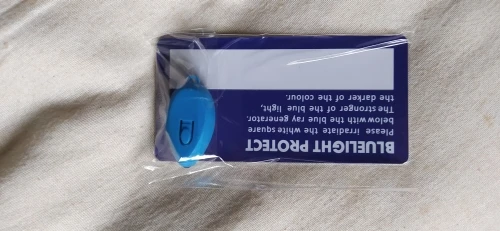 BLUELIGHT PROTECT
Please irradiate the white square
below with the blue ray generator.
The stronger of the blue light,
the darker of the colour.